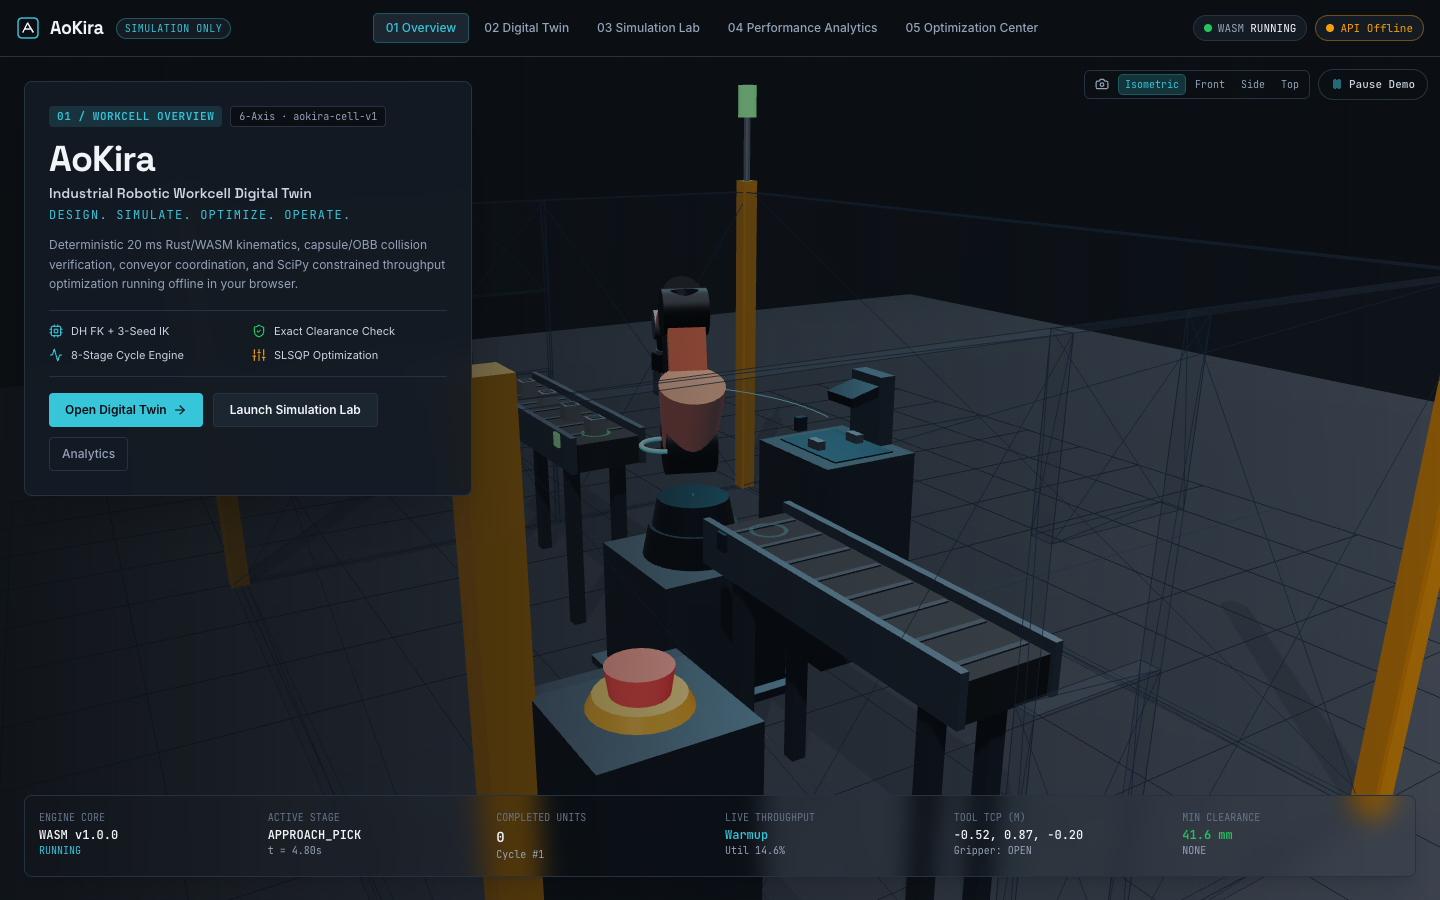 AoKira
SIMULATION ONLY
01 Overview
02 Digital Twin
03 Simulation Lab
04 Performance Analytics
05 Optimization Center
WASM RUNNING
API Offline
Isometric
Front
Side
Top
Pause Demo
01 / WORKCELL OVERVIEW
6-Axis · aokira-cell-v1
AoKira
Industrial Robotic Workcell Digital Twin
DESIGN. SIMULATE. OPTIMIZE. OPERATE.
Deterministic 20 ms Rust/WASM kinematics, capsule/OBB collision
verification, conveyor coordination, and SciPy constrained throughput
optimization running offline in your browser.
DH FK + 3-Seed IK
Exact Clearance Check
8-Stage Cycle Engine
SLSQP Optimization
Open Digital Twin →
Launch Simulation Lab
Analytics
ENGINE CORE
WASM v1.0.0
RUNNING
ACTIVE STAGE
APPROACH_PICK
t = 4.80s
COMPLETED UNITS
0
Cycle #1
LIVE THROUGHPUT
Warmup
Util 14.6%
TOOL TCP (M)
-0.52, 0.87, -0.20
Gripper: OPEN
MIN CLEARANCE
41.6 mm
NONE